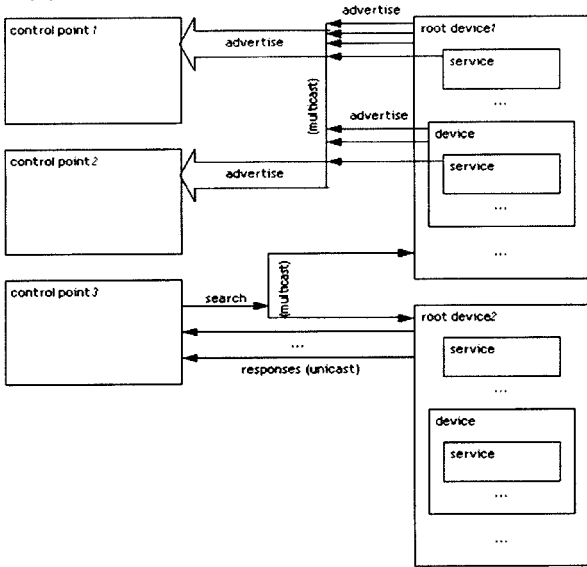 control point 1
advertise
root device1
advertise
service
...
(multicast)
advertise
device
control point 2
service
advertise
...
...
control point 3
search
(multicast)
root device2
...
service
responses (unicast)
...
device
service
...
...